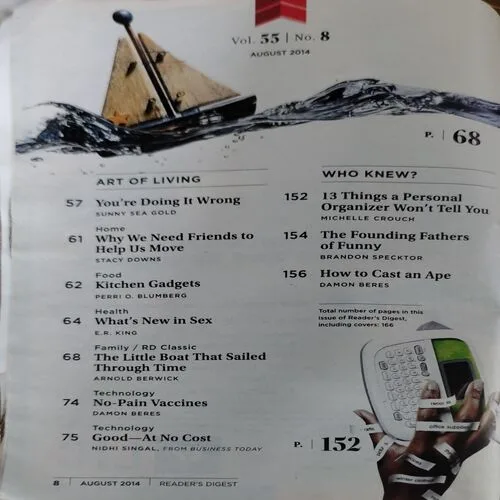 Vol. 55 | No. 8
AUGUST 2014
P. | 68
ART OF LIVING
57 You're Doing It Wrong
SUNNY SEA GOLD
Home
61 Why We Need Friends to
Help Us Move
STACY DOWNS
Food
62 Kitchen Gadgets
PERRI O. BLUMBERG
Health
64 What's New in Sex
E.R. KING
Family / RD Classic
68 The Little Boat That Sailed
Through Time
ARNOLD BERWICK
Technology
74 No-Pain Vaccines
DAMON BERES
Technology
75 Good—At No Cost
NIDHI SINGAL, FROM BUSINESS TODAY
WHO KNEW?
152 13 Things a Personal
Organizer Won't Tell You
MICHELLE CROUCH
154 The Founding Fathers
of Funny
BRANDON SPECKTOR
156 How to Cast an Ape
DAMON BERES
Total number of pages in this
issue of Reader's Digest,
including covers: 166
office supplies
winter clothes
P. | 152
8 | AUGUST 2014 | READER'S DIGEST